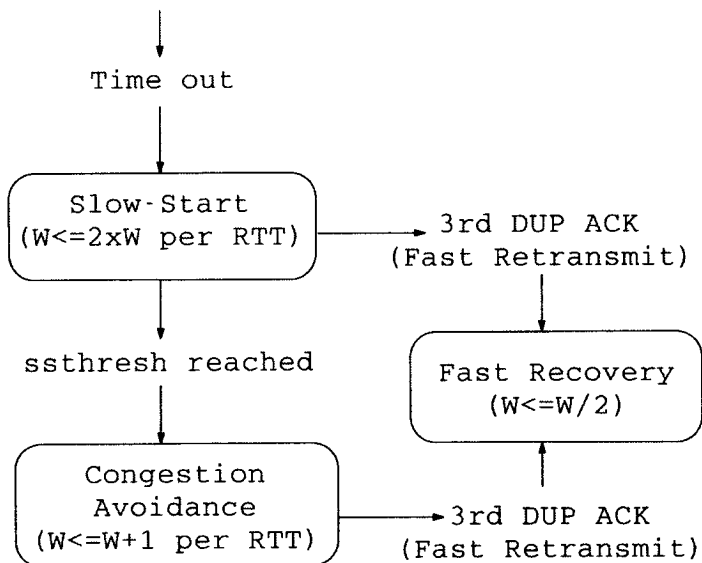 Time out
Slow-Start
(W<=2xW per RTT)
3rd DUP ACK
(Fast Retransmit)
ssthresh reached
Fast Recovery
(W<=W/2)
Congestion
Avoidance
(W<=W+1 per RTT)
3rd DUP ACK
(Fast Retransmit)